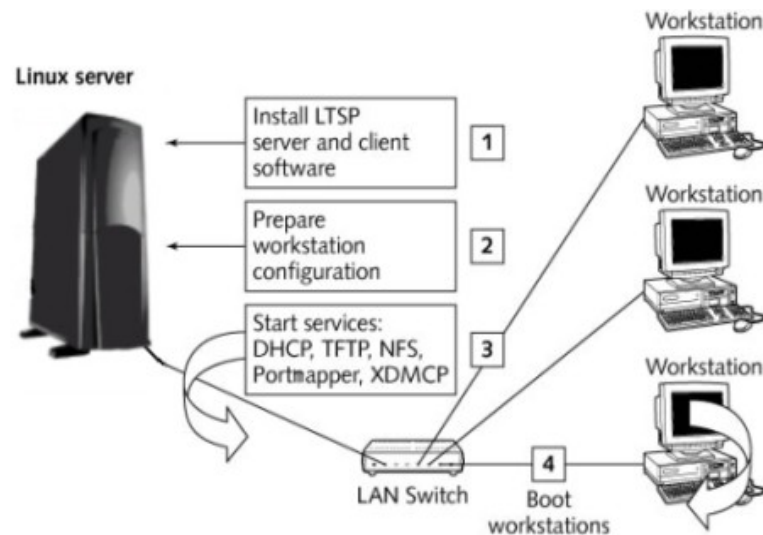 Linux server
Install LTSP
server and client
software
1
Prepare
workstation
configuration
2
Start services:
DHCP, TFTP, NFS,
Portmapper, XDMCP
3
LAN Switch
4
Boot
workstations
Workstation
Workstation
Workstation